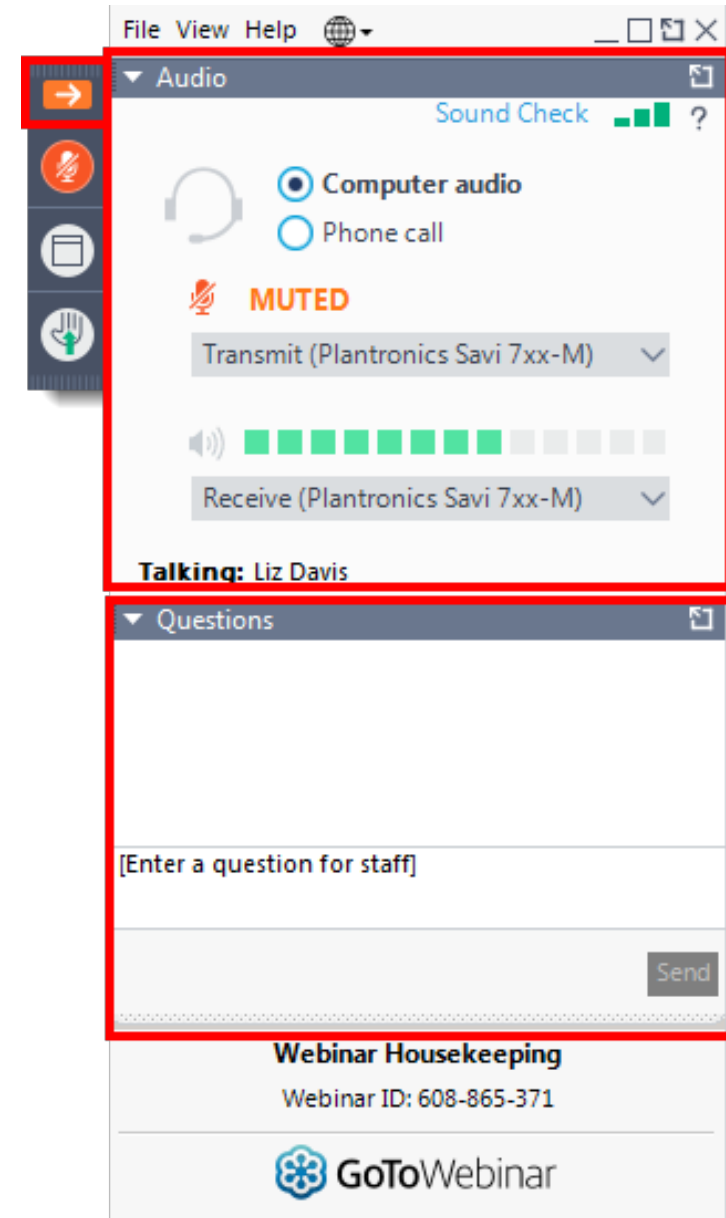 File View Help
Audio
Sound Check ?
Computer audio
Phone call
MUTED
Transmit (Plantronics Savi 7xx-M)
Receive (Plantronics Savi 7xx-M)
Talking: Liz Davis
Questions
[Enter a question for staff]
Send
Webinar Housekeeping
Webinar ID: 608-865-371
GoToWebinar